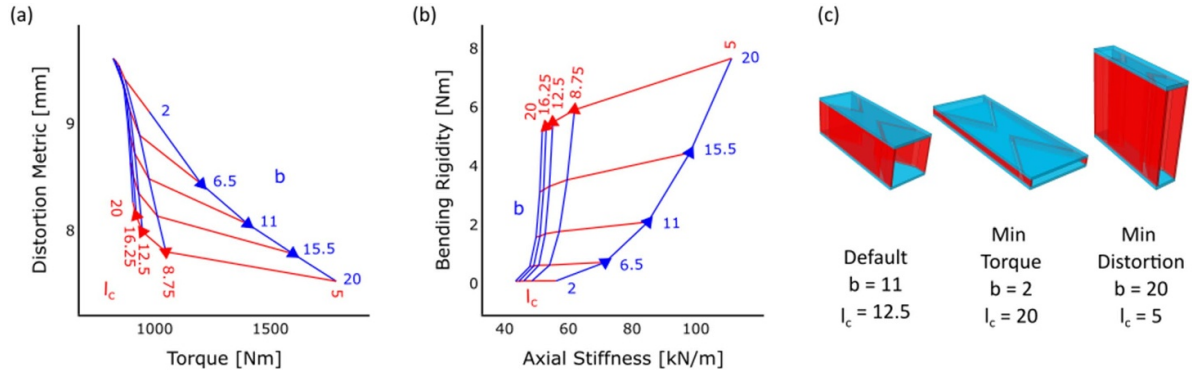 (a)
Distortion Metric [mm]
9
8
1000
1500
Torque [Nm]
2
6.5
b
11
15.5
20
5
20
16.25
12.5
8.75
l_c
(b)
Bending Rigidity [Nm]
8
6
4
2
0
40
60
80
100
Axial Stiffness [kN/m]
20
16.25
12.5
8.75
5
20
15.5
11
6.5
2
b
l_c
(c)
Default
b = 11
l_c = 12.5
Min
Torque
b = 2
l_c = 20
Min
Distortion
b = 20
l_c = 5